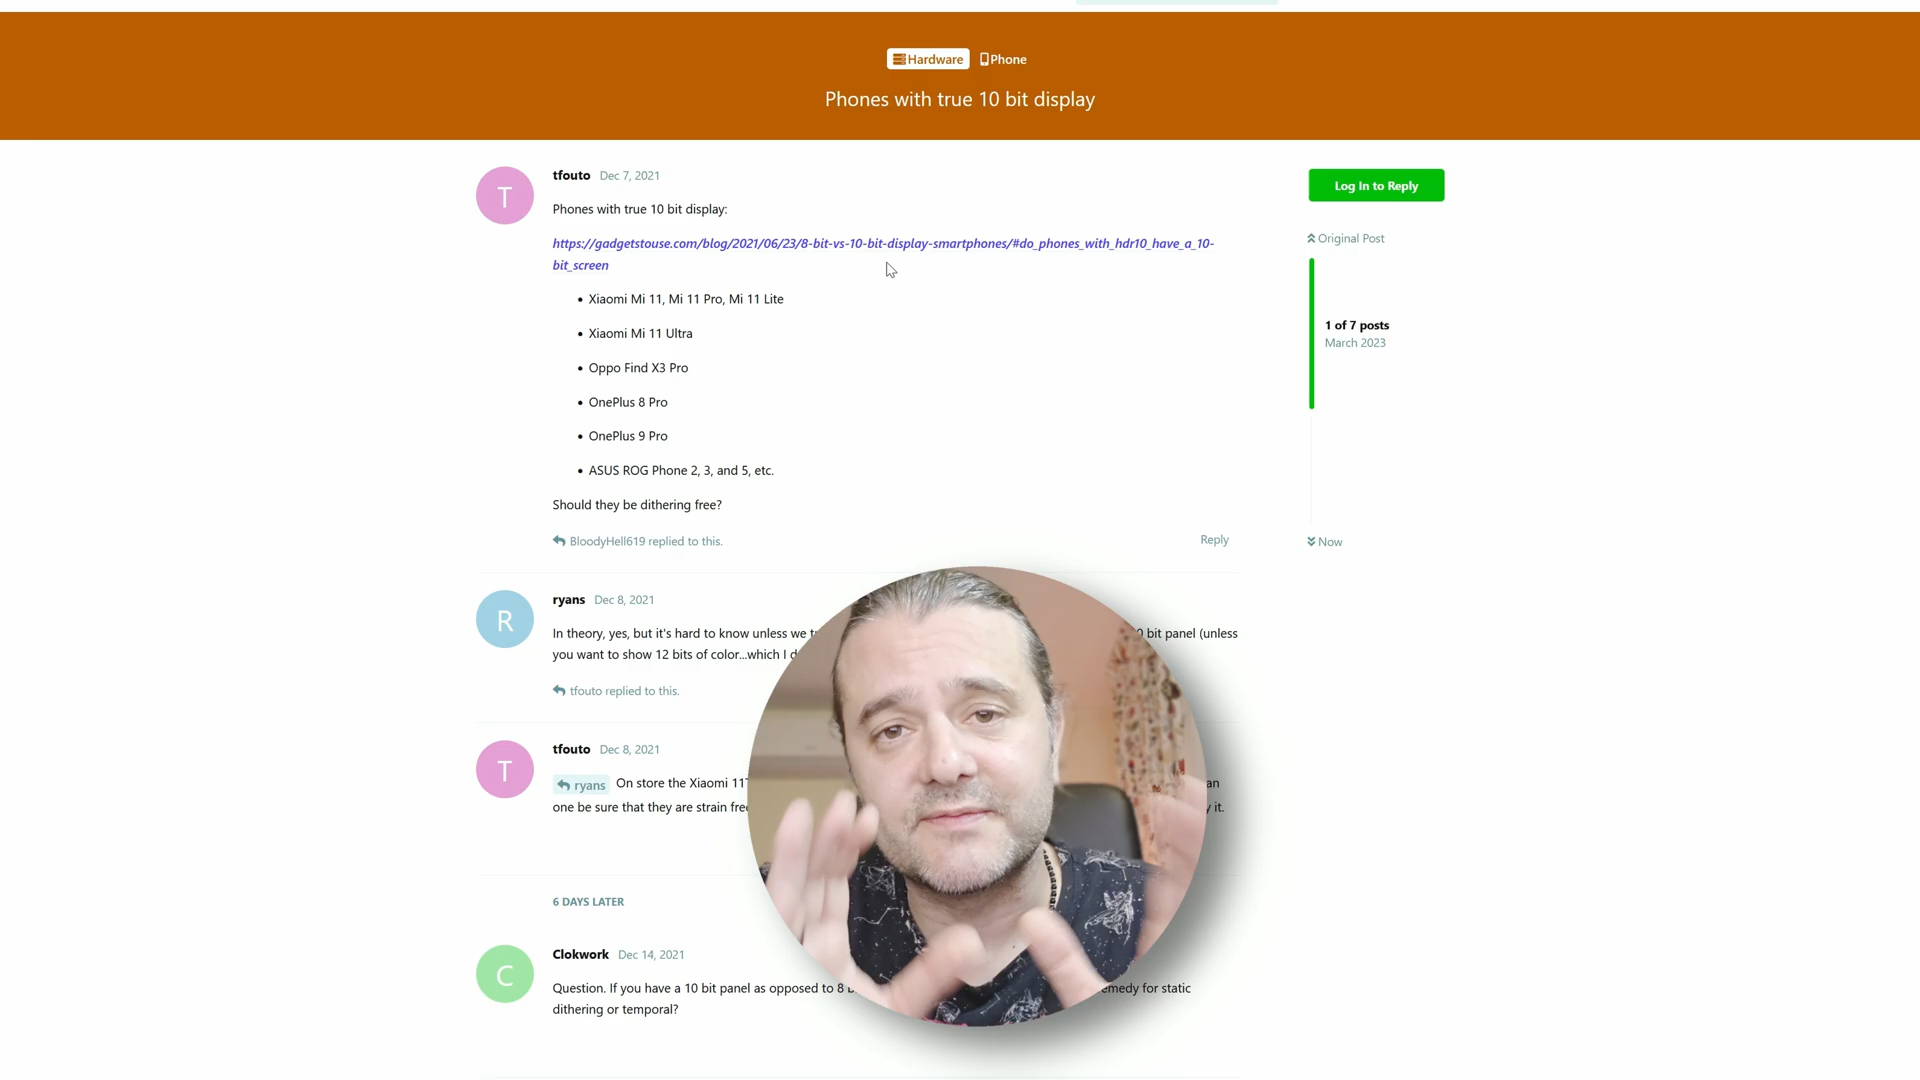 Hardware Phone
Phones with true 10 bit display
T
tfouto Dec 7, 2021
Phones with true 10 bit display:
https://gadgetstouse.com/blog/2021/06/23/8-bit-vs-10-bit-display-smartphones/#do_phones_with_hdr10_have_a_10-
bit_screen
• Xiaomi Mi 11, Mi 11 Pro, Mi 11 Lite
• Xiaomi Mi 11 Ultra
• Oppo Find X3 Pro
• OnePlus 8 Pro
• OnePlus 9 Pro
• ASUS ROG Phone 2, 3, and 5, etc.
Should they be dithering free?
BloodyHell619 replied to this.
Reply
Log In to Reply
Original Post
1 of 7 posts
March 2023
Now
R
ryans Dec 8, 2021
In theory, yes, but it's hard to know unless we bit panel (unless
you want to show 12 bits of color...which I
tfouto replied to this.
T
tfouto Dec 8, 2021
ryans On store the Xiaomi
one be sure that they are strain it.
6 DAYS LATER
C
Clokwork Dec 14, 2021
Question. If you have a 10 bit panel as opposed to 8 for static
dithering or temporal?